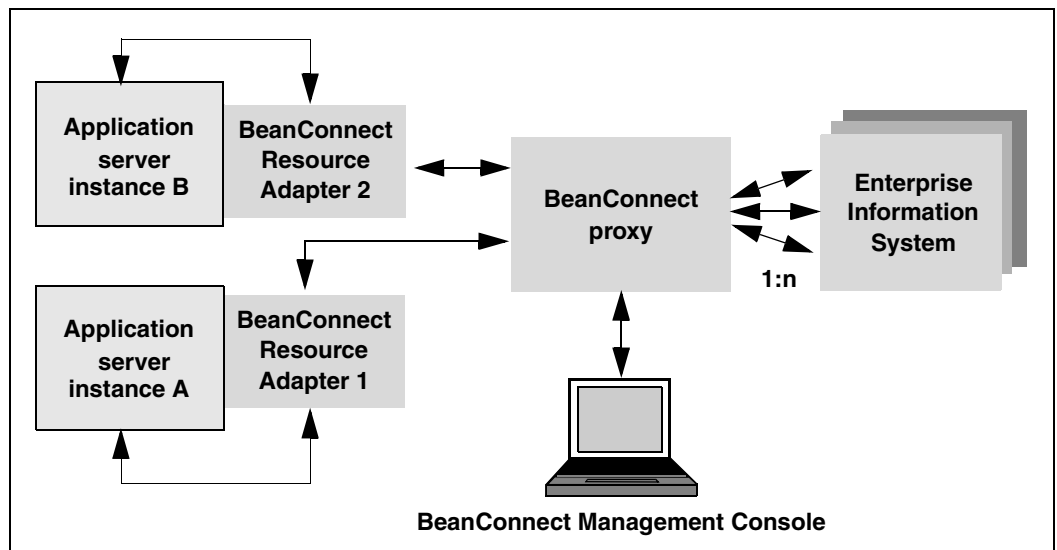 Application
server
instance B
BeanConnect
Resource
Adapter 2
BeanConnect
proxy
Enterprise
Information
System
1:n
Application
server
instance A
BeanConnect
Resource
Adapter 1
BeanConnect Management Console